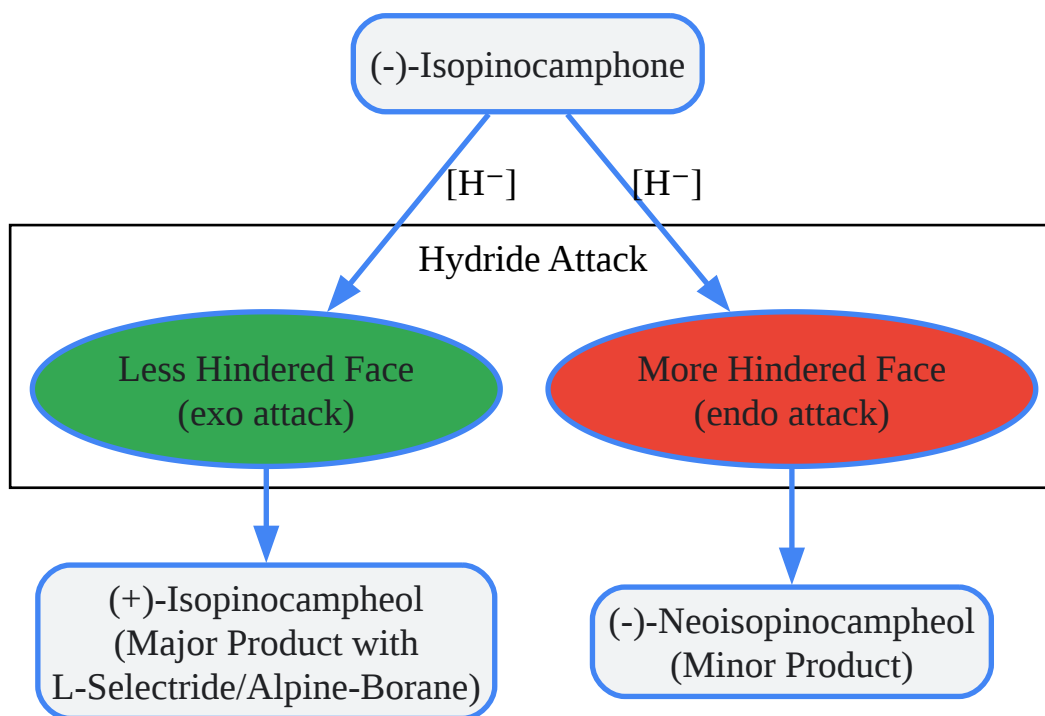 (-)-Isopinocamphone
[H⁻]
[H⁻]
Hydride Attack
Less Hindered Face
(exo attack)
More Hindered Face
(endo attack)
(+)-Isopinocampheol
(Major Product with
L-Selectride/Alpine-Borane)
(-)-Neoisopinocampheol
(Minor Product)